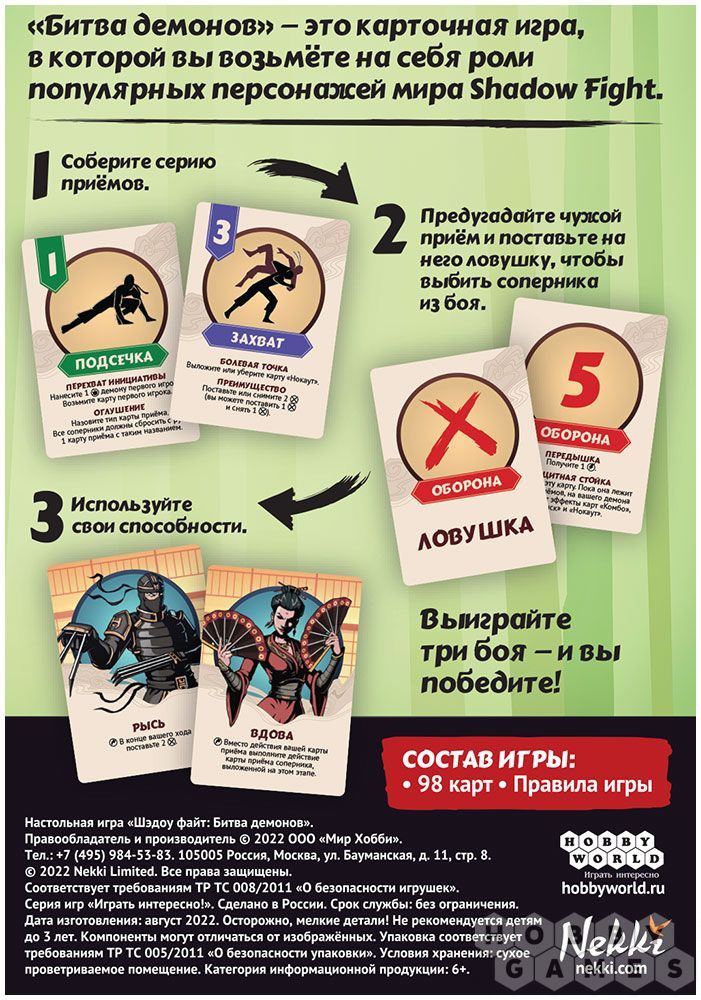 «Битва демонов» – это карточная игра,
в которой вы возьмёте на себя роли
популярных персонажей мира Shadow Fight.
1 Соберите серию
приёмов.
2 Предугадайте чужой
приём и поставьте на
него ловушку, чтобы
выбить соперника
из боя.
1
ПОДСЕЧКА
ПЕРЕХВАТ ИНИЦИАТИВЫ
Нанесите 1 демону первого игро
Возьмите карту первого игрока.
ОГЛУШЕНИЕ
Назовите тип карты приёма.
Все соперники должны сбросить с
1 карту приёма с таким названием.
3
ЗАХВАТ
БОЛЕВАЯ ТОЧКА
Выложите или уберите карту «Нокаут».
ПРЕИМУЩЕСТВО
Поставьте или снимите 2
(вы можете поставить 1
и снять 1).
X
ОБОРОНА
ЛОВУШКА
5
ОБОРОНА
ПЕРЕДЫШКА
Получите 1
ЩИТНАЯ СТОЙКА
эту карту. Пока она лежит
ёмов, на вашего демона
эффекты карт «Комбо»,
ск» и «Нокаут».
3 Используйте
свои способности.
РЫСЬ
В конце вашего хода
поставьте 2
ВДОВА
Вместо действия вашей карты
приёма выполните действие
карты приёма соперника,
выложенной на этом этапе.
Выиграйте
три боя – и вы
победите!
СОСТАВ ИГРЫ:
• 98 карт • Правила игры
Настольная игра «Шэдоу файт: Битва демонов».
Правообладатель и производитель © 2022 ООО «Мир Хобби».
Тел.: +7 (495) 984-53-83. 105005 Россия, Москва, ул. Бауманская, д. 11, стр. 8.
© 2022 Nekki Limited. Все права защищены.
Соответствует требованиям ТР ТС 008/2011 «О безопасности игрушек».
Серия игр «Играть интересно!». Сделано в России. Срок службы: без ограничения.
Дата изготовления: август 2022. Осторожно, мелкие детали! Не рекомендуется детям
до 3 лет. Компоненты могут отличаться от изображённых. Упаковка соответствует
требованиям ТР ТС 005/2011 «О безопасности упаковки». Условия хранения: сухое
проветриваемое помещение. Категория информационной продукции: 6+.
HOBBY
WORLD
Играть интересно
hobbyworld.ru
Nekki
nekki.com
HOBBY
GAMES